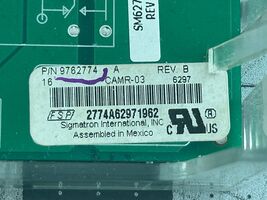 SM627
REV
P/N 9762774 A REV. B
16 CAMR-03 6297
FSP 2774A62971962
Sigmatron International, INC
Assembled in Mexico
C US